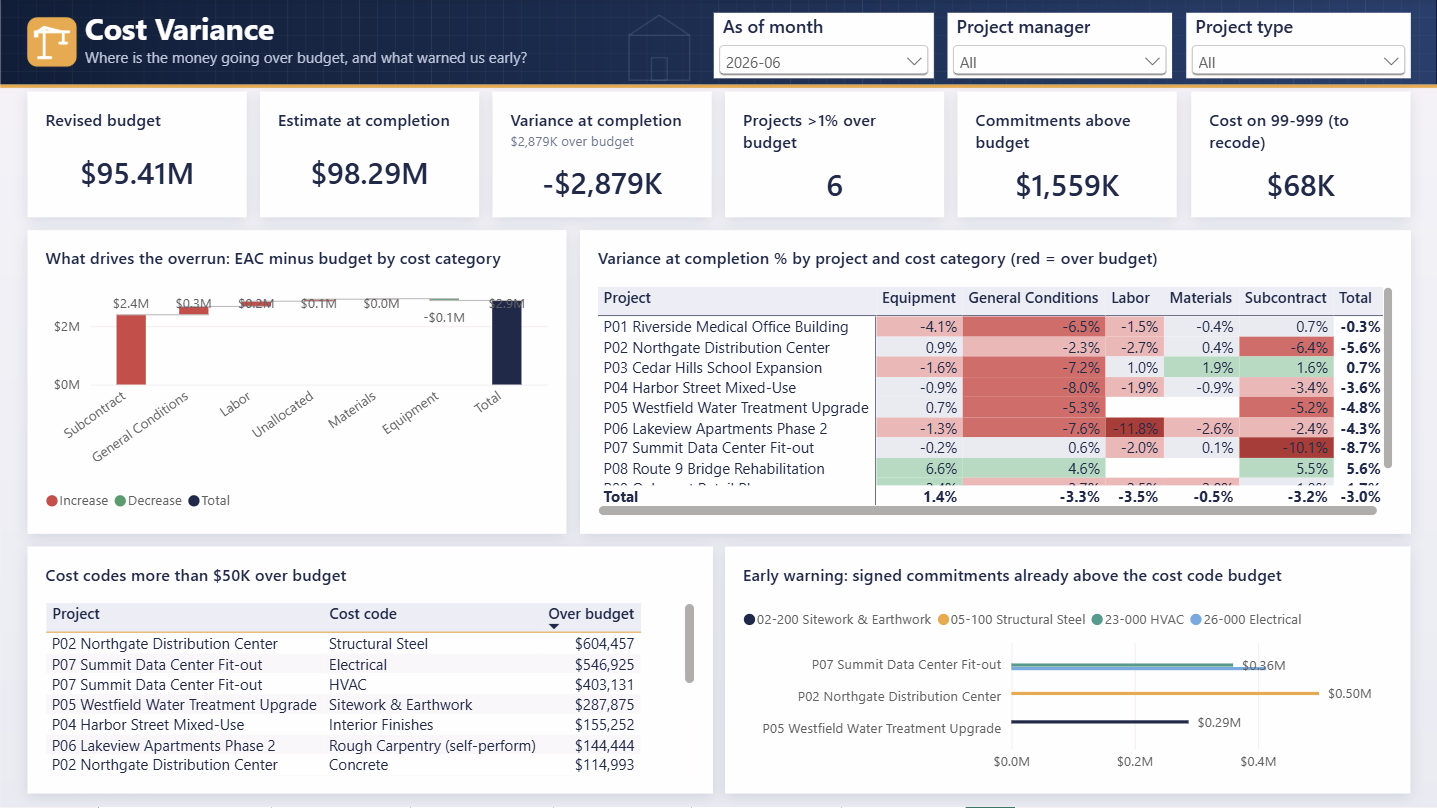 Cost Variance
Where is the money going over budget, and what warned us early?
As of month
2026-06
Project manager
All
Project type
All
Revised budget
$95.41M
Estimate at completion
$98.29M
Variance at completion
$2,879K over budget
-$2,879K
Projects >1% over
budget
6
Commitments above
budget
$1,559K
Cost on 99-999 (to
recode)
$68K
What drives the overrun: EAC minus budget by cost category
$2.4M $0.3M $0.2M $0.1M $0.0M -$0.1M $2.9M
$2M
$0M
Subcontract General Conditions Labor Unallocated Materials Equipment Total
Increase Decrease Total
Variance at completion % by project and cost category (red = over budget)
Project Equipment General Conditions Labor Materials Subcontract Total
P01 Riverside Medical Office Building -4.1% -6.5% -1.5% -0.4% 0.7% -0.3%
P02 Northgate Distribution Center 0.9% -2.3% -2.7% 0.4% -6.4% -5.6%
P03 Cedar Hills School Expansion -1.6% -7.2% 1.0% 1.9% 1.6% 0.7%
P04 Harbor Street Mixed-Use -0.9% -8.0% -1.9% -0.9% -3.4% -3.6%
P05 Westfield Water Treatment Upgrade 0.7% -5.3% -5.2% -4.8%
P06 Lakeview Apartments Phase 2 -1.3% -7.6% -11.8% -2.6% -2.4% -4.3%
P07 Summit Data Center Fit-out -0.2% 0.6% -2.0% 0.1% -10.1% -8.7%
P08 Route 9 Bridge Rehabilitation 6.6% 4.6% 5.5% 5.6%
Total 1.4% -3.3% -3.5% -0.5% -3.2% -3.0%
Cost codes more than $50K over budget
Project Cost code Over budget
P02 Northgate Distribution Center Structural Steel $604,457
P07 Summit Data Center Fit-out Electrical $546,925
P07 Summit Data Center Fit-out HVAC $403,131
P05 Westfield Water Treatment Upgrade Sitework & Earthwork $287,875
P04 Harbor Street Mixed-Use Interior Finishes $155,252
P06 Lakeview Apartments Phase 2 Rough Carpentry (self-perform) $144,444
P02 Northgate Distribution Center Concrete $114,993
Early warning: signed commitments already above the cost code budget
02-200 Sitework & Earthwork 05-100 Structural Steel 23-000 HVAC 26-000 Electrical
P07 Summit Data Center Fit-out $0.36M
P02 Northgate Distribution Center $0.50M
P05 Westfield Water Treatment Upgrade $0.29M
$0.0M $0.2M $0.4M